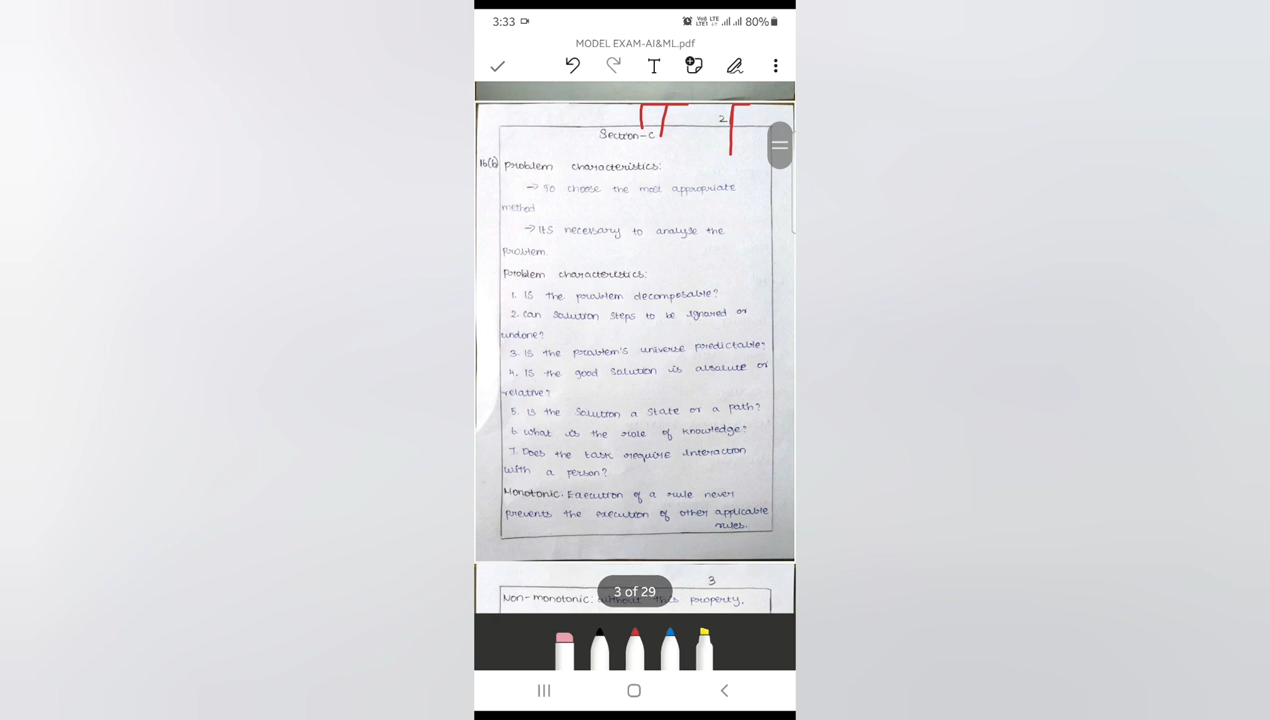 3:33
80%
MODEL EXAM-AI&ML.pdf
T
2
Section-C
16(b) Problem characteristics:
→ To choose the most appropriate
method
→ Its necessary to analyse the
problem.
Problem characteristics:
1. Is the problem decomposable?
2. Can solution steps to be ignored or
undone?
3. Is the problem's universe predictable?
4. Is the good solution is absolute or
relative?
5. Is the solution a state or a path?
6. What is the role of knowledge?
7. Does the task require interaction
with a person?
Monotonic: Execution of a rule never
prevents the execution of other applicable
rules.
3
3 of 29
Non-monotonic: without this property.